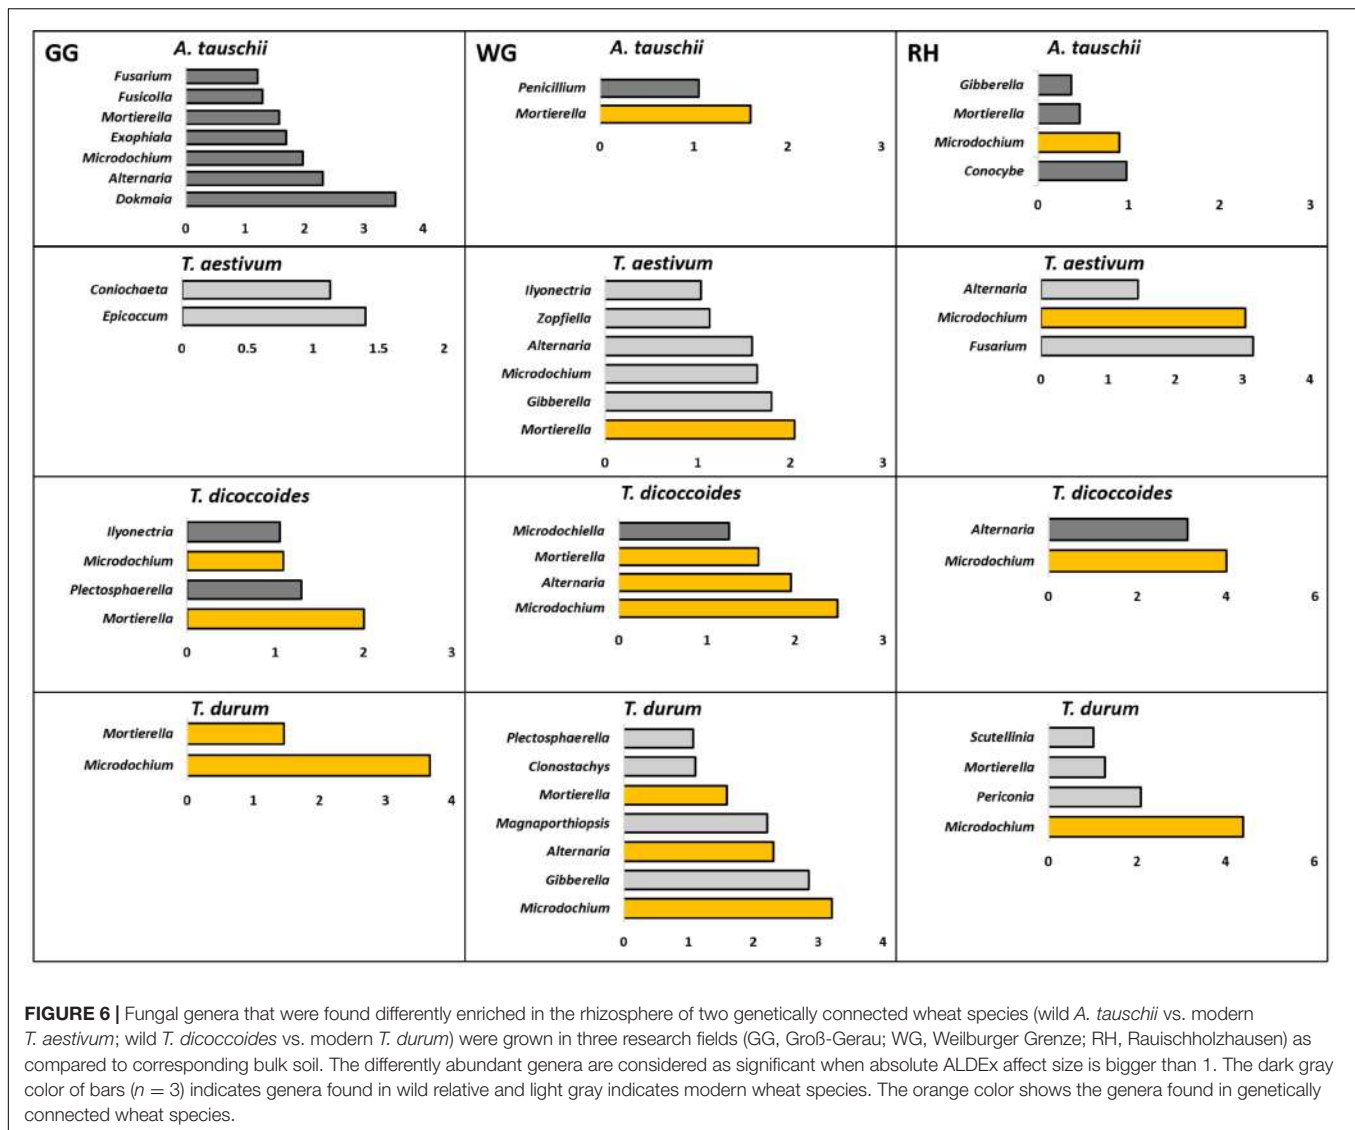 GG
A. tauschii
Fusarium
Fusicolla
Mortierella
Exophiala
Microdochium
Alternaria
Dokmaia
0 1 2 3 4
WG
A. tauschii
Penicillium
Mortierella
0 1 2 3
RH
A. tauschii
Gibberella
Mortierella
Microdochium
Conocybe
0 1 2 3
T. aestivum
Coniochaeta
Epicoccum
0 0.5 1 1.5 2
T. aestivum
Ilyonectria
Zopfiella
Alternaria
Microdochium
Gibberella
Mortierella
0 1 2 3
T. aestivum
Alternaria
Microdochium
Fusarium
0 1 2 3 4
T. dicoccoides
Ilyonectria
Microdochium
Plectosphaerella
Mortierella
0 1 2 3
T. dicoccoides
Microdochiella
Mortierella
Alternaria
Microdochium
0 1 2 3
T. dicoccoides
Alternaria
Microdochium
0 2 4 6
T. durum
Mortierella
Microdochium
0 1 2 3 4
T. durum
Plectosphaerella
Clonostachys
Mortierella
Magnaporthiopsis
Alternaria
Gibberella
Microdochium
0 1 2 3 4
T. durum
Scutellinia
Mortierella
Periconia
Microdochium
0 2 4 6
FIGURE 6 | Fungal genera that were found differently enriched in the rhizosphere of two genetically connected wheat species (wild A. tauschii vs. modern
T. aestivum; wild T. dicoccoides vs. modern T. durum) were grown in three research fields (GG, Groß-Gerau; WG, Weilburger Grenze; RH, Rauischholzhausen) as
compared to corresponding bulk soil. The differently abundant genera are considered as significant when absolute ALDEx affect size is bigger than 1. The dark gray
color of bars (n = 3) indicates genera found in wild relative and light gray indicates modern wheat species. The orange color shows the genera found in genetically
connected wheat species.